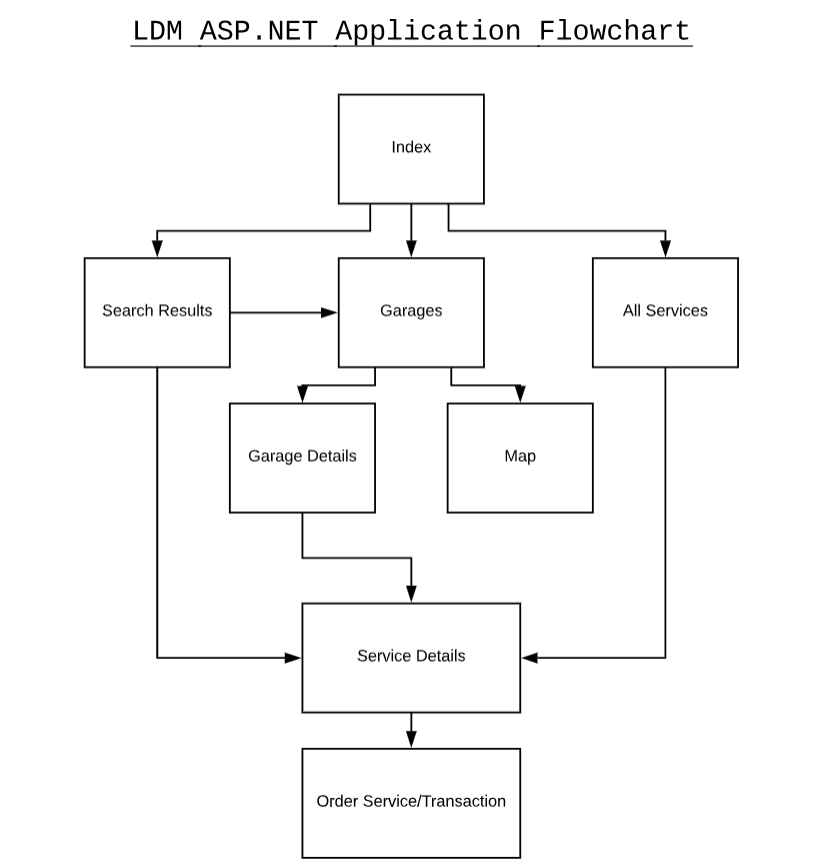 LDM ASP.NET Application Flowchart
Index
Search Results
Garages
All Services
Garage Details
Map
Service Details
Order Service/Transaction